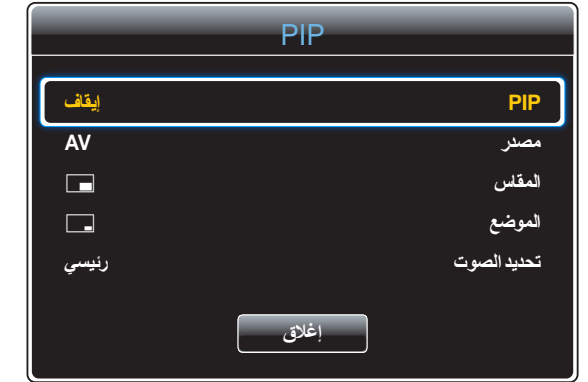 PIP
PIP إيقاف
مصدر AV
المقاس
الموضع
تحديد الصوت رئيسي
إغلاق